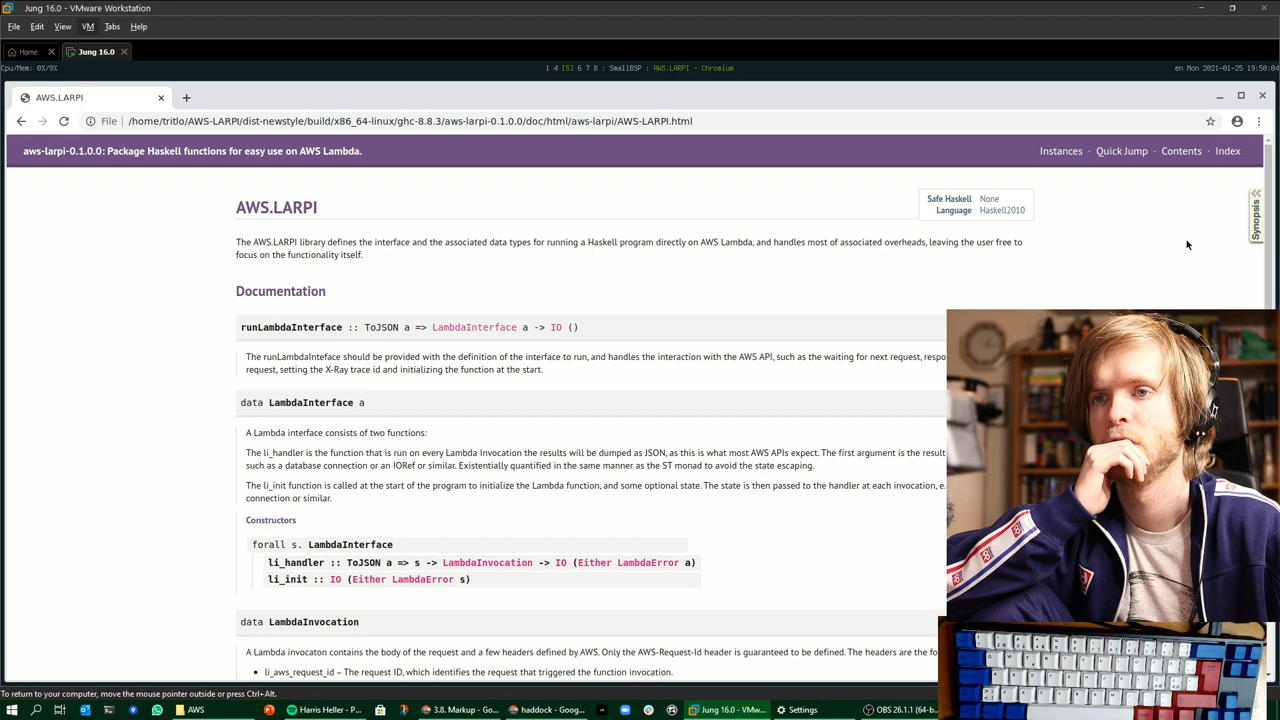 Jung 16.0 - VMware Workstation
File Edit View VM Tabs Help
Home Jung 16.0
Cpu/Mem: 0%/9% 1 4 [5] 6 7 8 : SmallBSP : AWS.LARPI - Chromium en Mon 2021-01-25 19:50:04
AWS.LARPI
File /home/tritlo/AWS-LARPI/dist-newstyle/build/x86_64-linux/ghc-8.8.3/aws-larpi-0.1.0.0/doc/html/aws-larpi/AWS-LARPI.html
aws-larpi-0.1.0.0: Package Haskell functions for easy use on AWS Lambda. Instances · Quick Jump · Contents · Index
Synopsis
AWS.LARPI
Safe Haskell None
Language Haskell2010
The AWS.LARPI library defines the interface and the associated data types for running a Haskell program directly on AWS Lambda, and handles most of associated overheads, leaving the user free to
focus on the functionality itself.
Documentation
runLambdaInterface :: ToJSON a => LambdaInterface a -> IO ()
The runLambdaInteface should be provided with the definition of the interface to run, and handles the interaction with the AWS API, such as the waiting for next request,
request, setting the X-Ray trace id and initializing the function at the start.
data LambdaInterface a
A Lambda interface consists of two functions:
The li_handler is the function that is run on every Lambda Invocation the results will be dumped as JSON, as this is what most AWS APIs expect. The first argument is the result
such as a database connection or an IORef or similar. Existentially quantified in the same manner as the ST monad to avoid the state escaping.
The li_init function is called at the start of the program to initialize the Lambda function, and some optional state. The state is then passed to the handler at each invocation, e.
connection or similar.
Constructors
forall s. LambdaInterface
li_handler :: ToJSON a => s -> LambdaInvocation -> IO (Either LambdaError a)
li_init :: IO (Either LambdaError s)
data LambdaInvocation
A Lambda invocaton contains the body of the request and a few headers defined by AWS. Only the AWS-Request-Id header is guaranteed to be defined. The headers are the fo
• li_aws_request_id – The request ID, which identifies the request that triggered the function invocation.
To return to your computer, move the mouse pointer outside or press Ctrl+Alt.
AWS Harris Heller - P... 3.8. Markup - Go... haddock - Goog... Jung 16.0 - VMw... Settings OBS 26.1.1 (64-b...